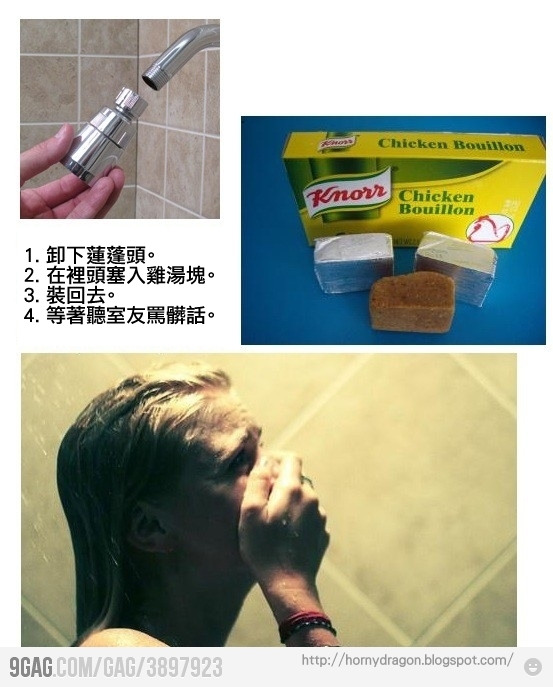 Knorr
Chicken Bouillon
Knorr
Chicken
Bouillon
1. 卸下蓮蓬頭。
2. 在裡頭塞入雞湯塊。
3. 裝回去。
4. 等著聽室友罵髒話。
9GAG.COM/GAG/3897923
http://hornydragon.blogspot.com/